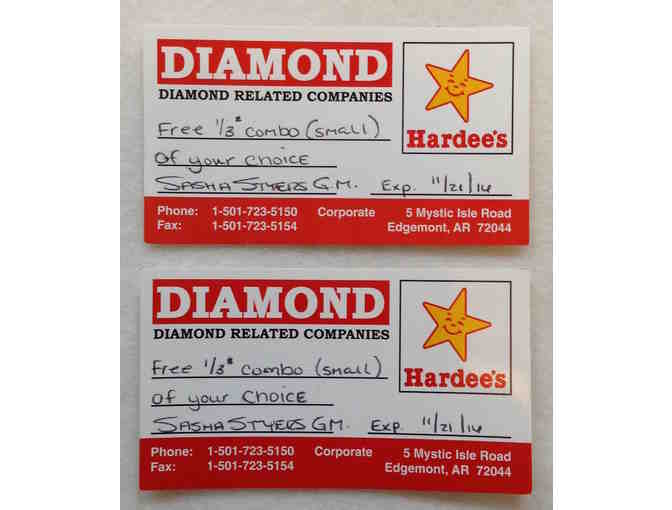 DIAMOND
DIAMOND RELATED COMPANIES
Free 1/3# combo (small)
of your choice
Sasha Styers G.M. Exp. 11/21/16
Hardee's
Phone: 1-501-723-5150 Corporate 5 Mystic Isle Road
Fax: 1-501-723-5154 Edgemont, AR 72044
DIAMOND
DIAMOND RELATED COMPANIES
Free 1/3# combo (small)
of your choice
Sasha Styers GM. Exp. 11/21/16
Hardee's
Phone: 1-501-723-5150 Corporate 5 Mystic Isle Road
Fax: 1-501-723-5154 Edgemont, AR 72044